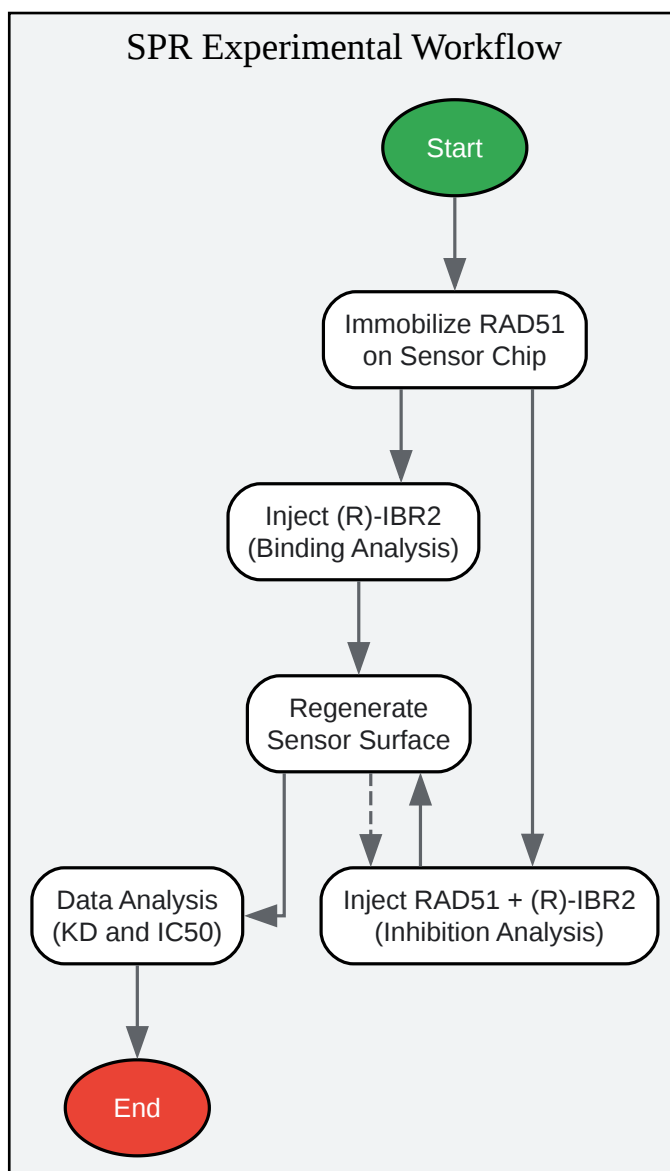 SPR Experimental Workflow
Start
Immobilize RAD51
on Sensor Chip
Inject (R)-IBR2
(Binding Analysis)
Regenerate
Sensor Surface
Data Analysis
(KD and IC50)
Inject RAD51 + (R)-IBR2
(Inhibition Analysis)
End